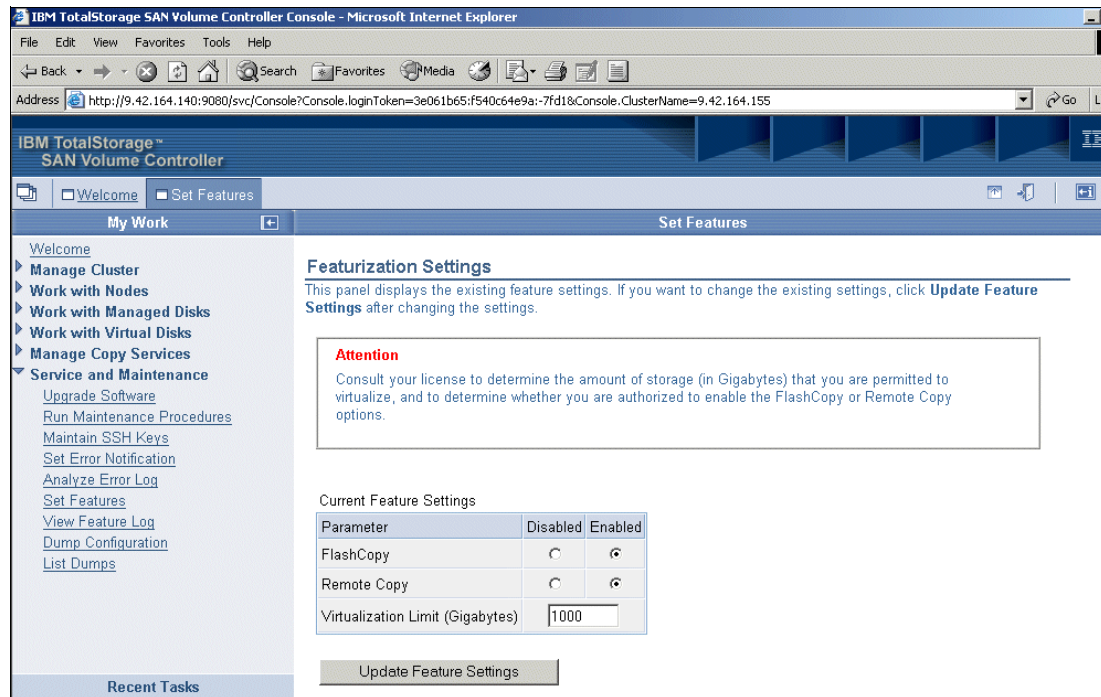 IBM TotalStorage SAN Volume Controller Console - Microsoft Internet Explorer
File Edit View Favorites Tools Help
Back Search Favorites Media
Address http://9.42.164.140:9080/svc/Console?Console.loginToken=3e061b65:f540c64e9a:-7fd1&Console.ClusterName=9.42.164.155 Go
IBM TotalStorage™
SAN Volume Controller
Welcome Set Features
My Work
Set Features
Welcome
Manage Cluster
Work with Nodes
Work with Managed Disks
Work with Virtual Disks
Manage Copy Services
Service and Maintenance
Upgrade Software
Run Maintenance Procedures
Maintain SSH Keys
Set Error Notification
Analyze Error Log
Set Features
View Feature Log
Dump Configuration
List Dumps
Recent Tasks
Featurization Settings
This panel displays the existing feature settings. If you want to change the existing settings, click Update Feature
Settings after changing the settings.
Attention
Consult your license to determine the amount of storage (in Gigabytes) that you are permitted to
virtualize, and to determine whether you are authorized to enable the FlashCopy or Remote Copy
options.
Current Feature Settings
Parameter Disabled Enabled
FlashCopy
Remote Copy
Virtualization Limit (Gigabytes) 1000
Update Feature Settings